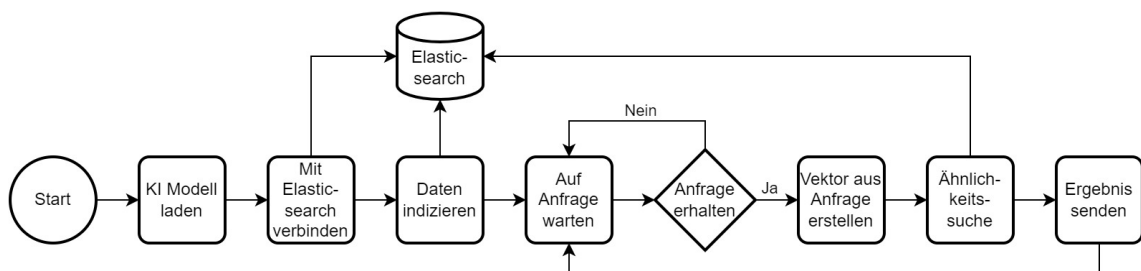 Elastic-
search
Nein
Start
KI Modell
laden
Mit
Elastic-
search
verbinden
Daten
indizieren
Auf
Anfrage
warten
Anfrage
erhalten
Ja
Vektor aus
Anfrage
erstellen
Ähnlich-
keitss-
suche
Ergebnis
senden